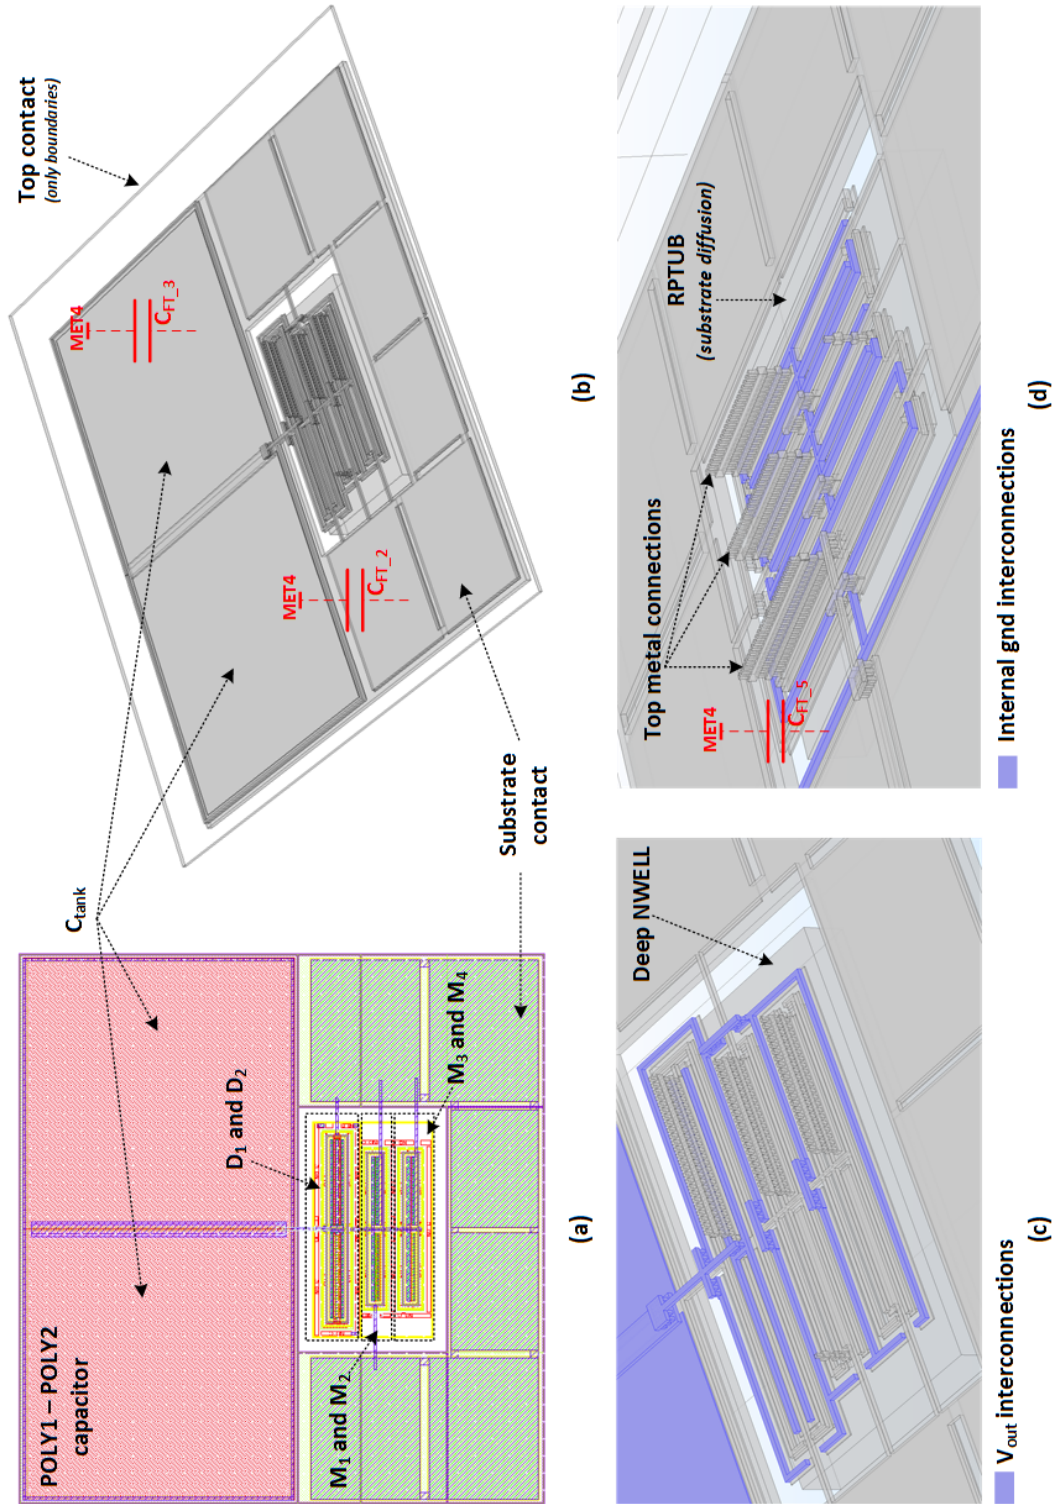 POLY1 – POLY2
capacitor
Ctank
D1 and D2
M1 and M2
M3 and M4
Substrate
contact
(a)
Top contact
(only boundaries)
MET4
CFT_3
MET4
CFT_2
(b)
Deep NWELL
Vout interconnections
(c)
Top metal connections
RPTUB
(substrate diffusion)
MET4
CFT_5
Internal gnd interconnections
(d)